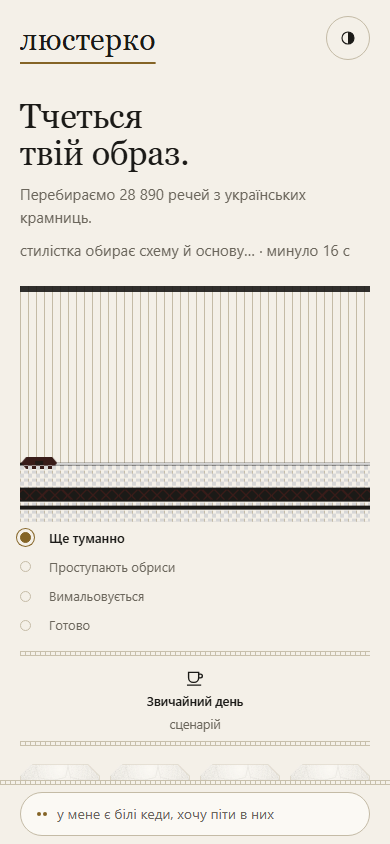 люстерко
Тчеться
твій образ.
Перебираємо 28 890 речей з українських
крамниць.
стилістка обирає схему й основу... · минуло 16 с
Ще туманно
Проступають обриси
Вимальовується
Готово
Звичайний день
сценарій
у мене є білі кеди, хочу піти в них